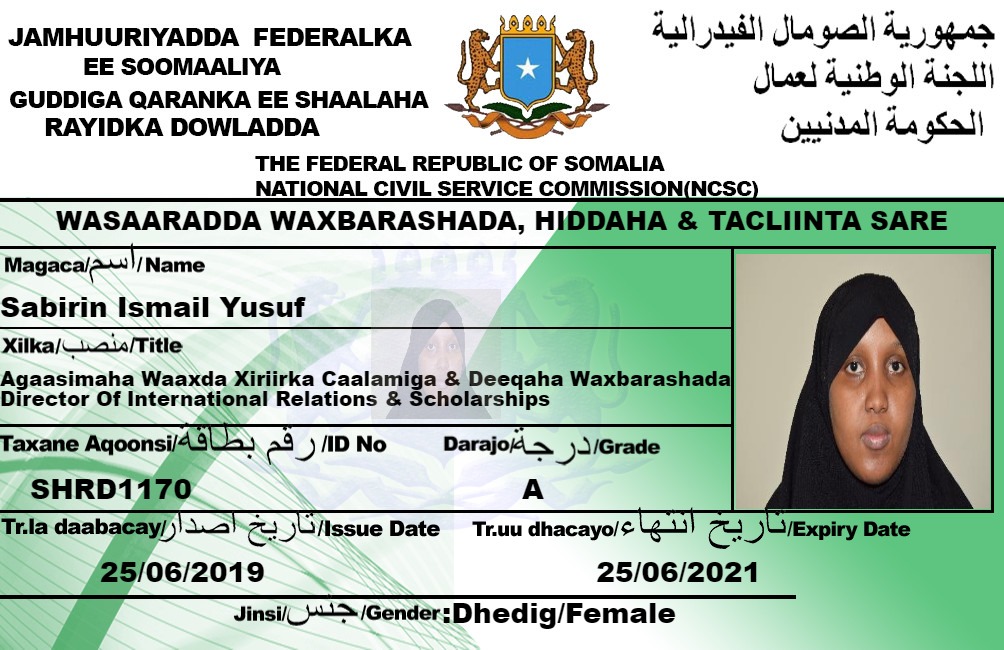 JAMHUURIYADDA FEDERALKA
EE SOOMAALIYA
GUDDIGA QARANKA EE SHAALAHA
RAYIDKA DOWLADDA
جمهورية الصومال الفيدرالية
اللجنة الوطنية لعمال
الحكومة المدنيين
THE FEDERAL REPUBLIC OF SOMALIA
NATIONAL CIVIL SERVICE COMMISSION(NCSC)
WASAARADDA WAXBARASHADA, HIDDAHA & TACLIINTA SARE
Magaca/اسم/Name
Sabirin Ismail Yusuf
Xilka/منصب/Title
Agaasimaha Waaxda Xiriirka Caalamiga & Deeqaha Waxbarashada
Director Of International Relations & Scholarships
Taxane Aqoonsi/رقم بطاقة/ID No Darajo/درجة/Grade
SHRD1170 A
Tr.la daabacay/تاريخ اصدار/Issue Date Tr.uu dhacayo/تاريخ انتهاء/Expiry Date
25/06/2019 25/06/2021
Jinsi/جنس/Gender:Dhedig/Female